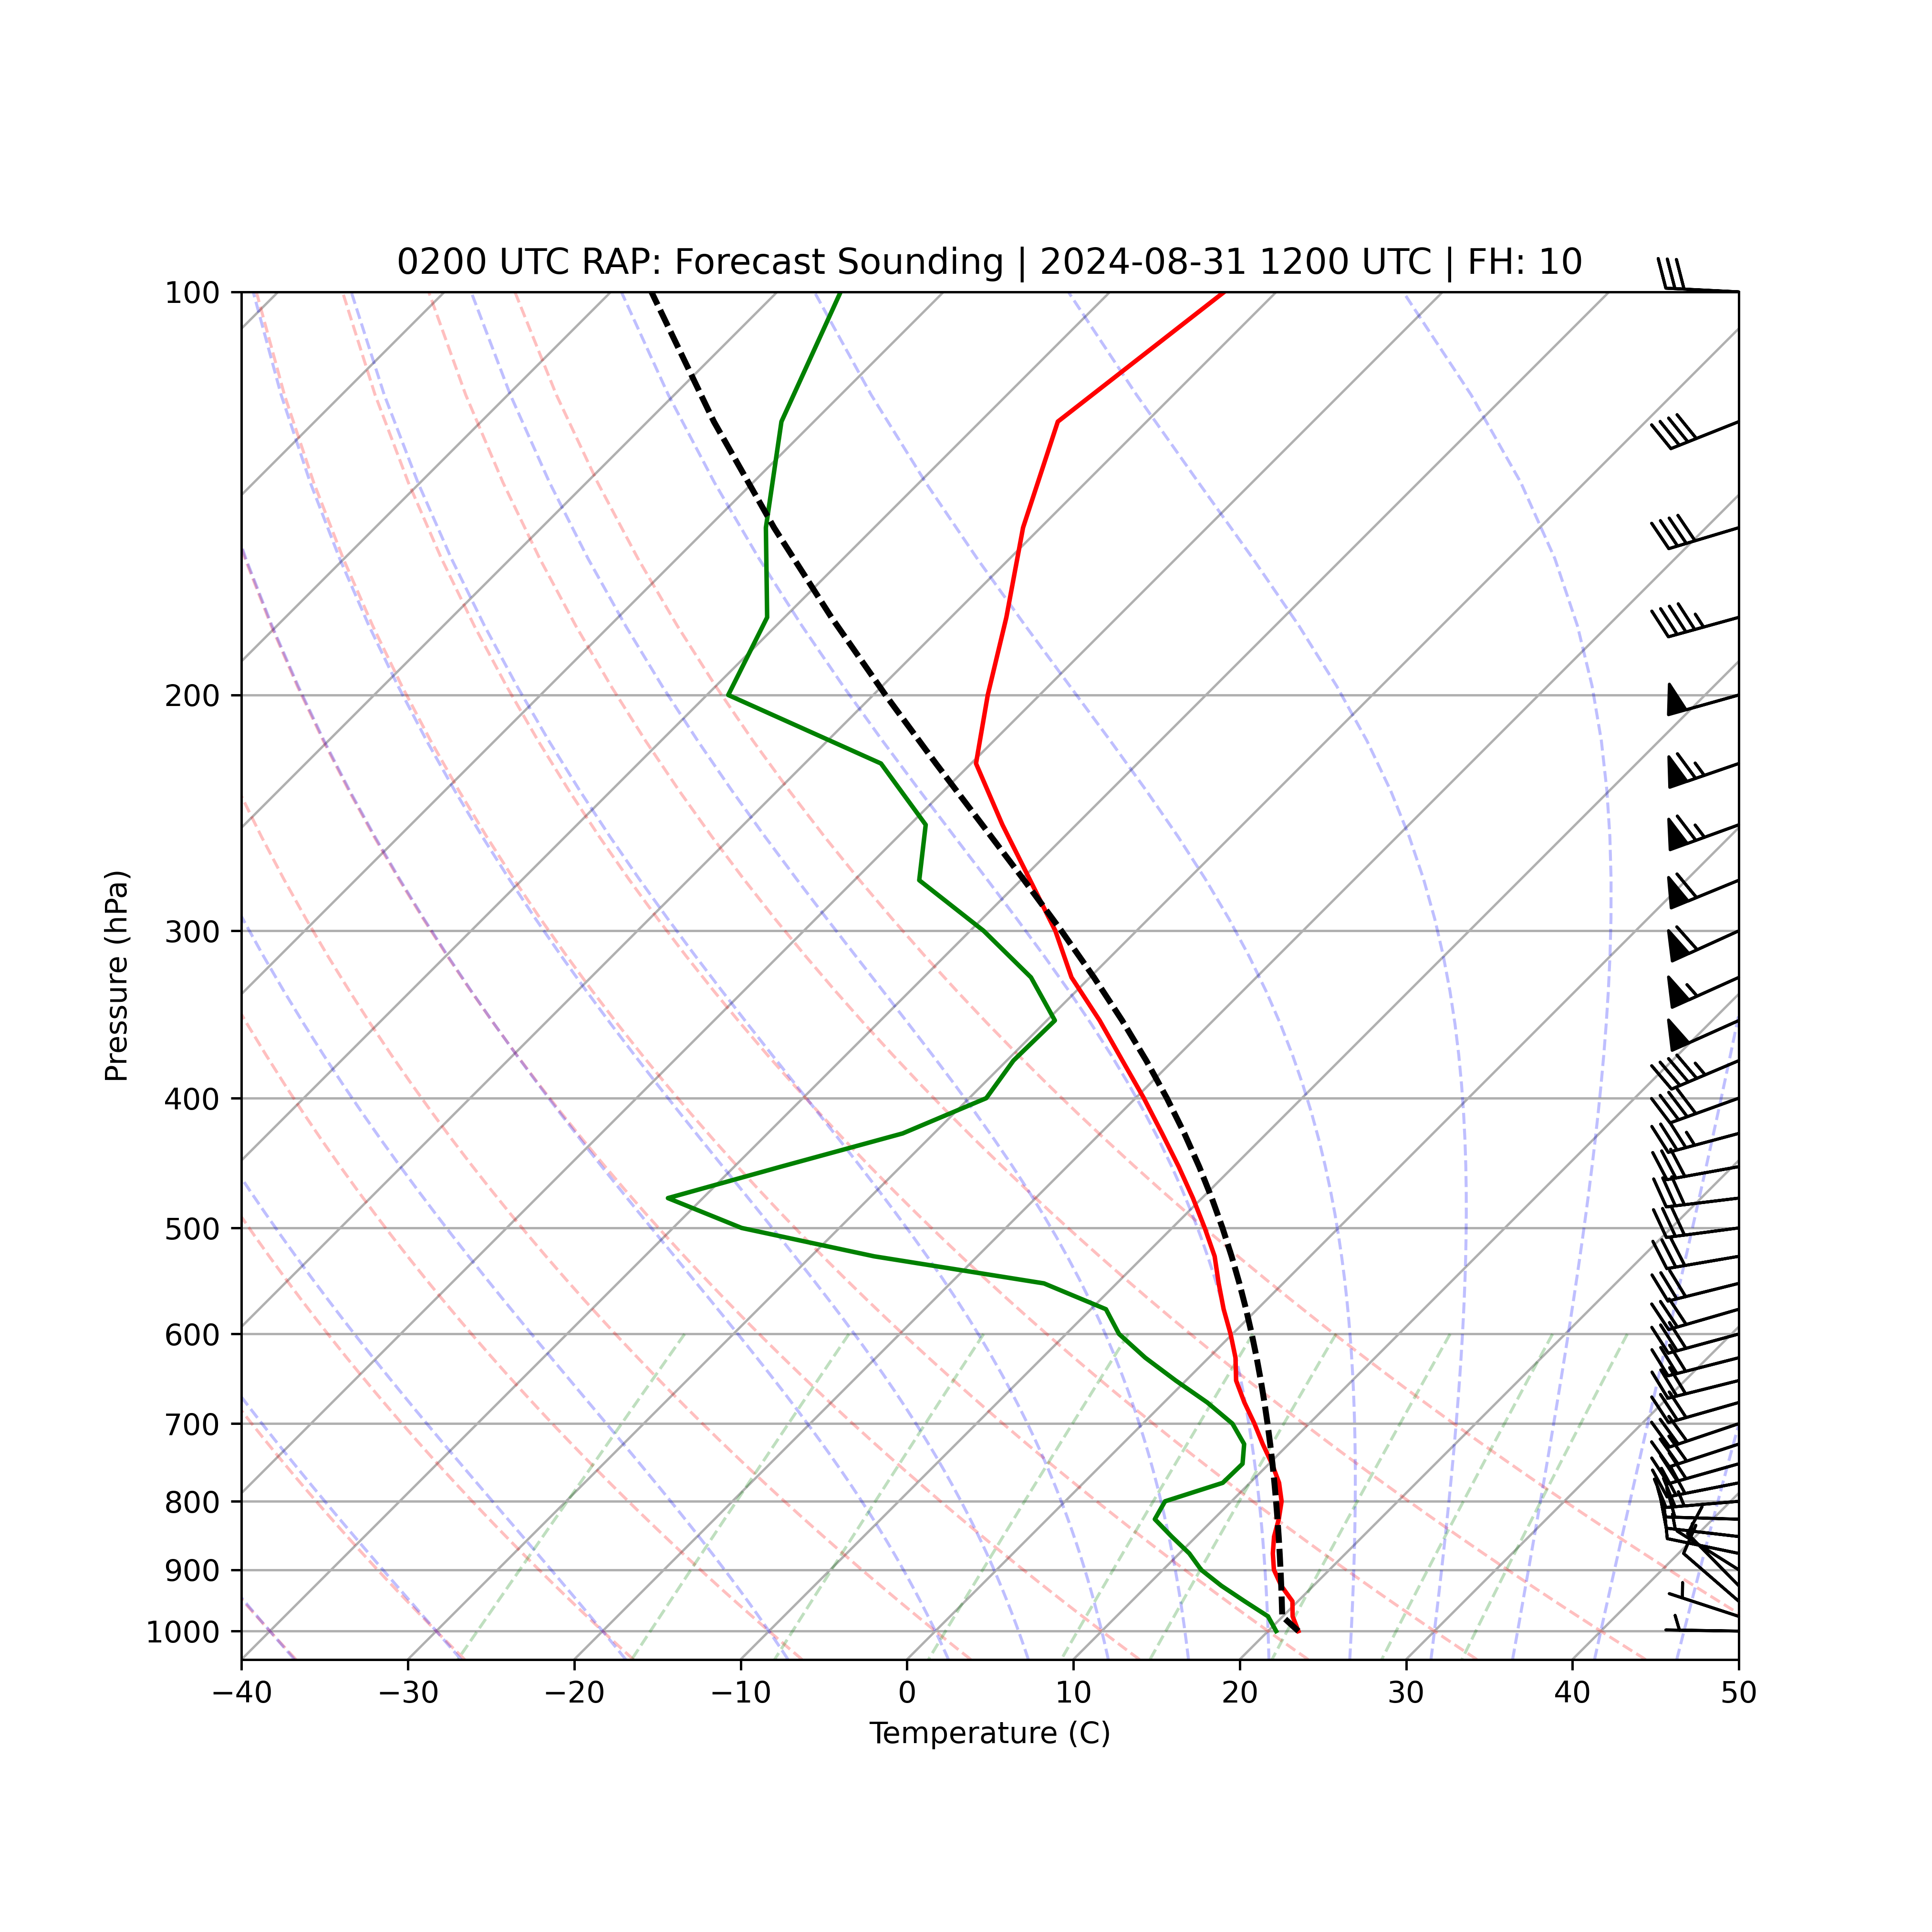 0200 UTC RAP: Forecast Sounding | 2024-08-31 1200 UTC | FH: 10
100
200
300
400
500
600
700
800
900
1000
Pressure (hPa)
−40 −30 −20 −10 0 10 20 30 40 50
Temperature (C)